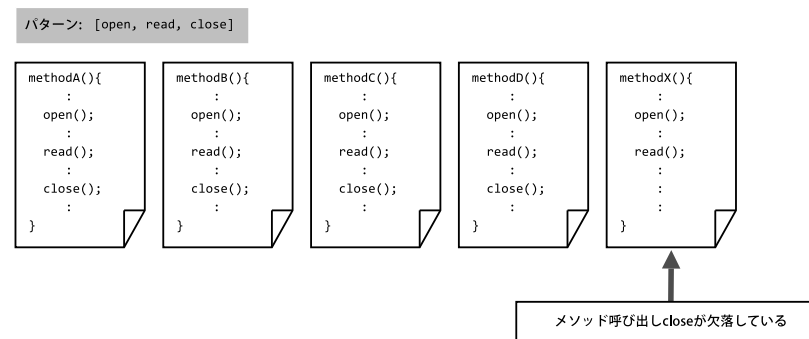 パターン: [open, read, close]
methodA(){
:
open();
:
read();
:
close();
:
}
methodB(){
:
open();
:
read();
:
close();
:
}
methodC(){
:
open();
:
read();
:
close();
:
}
methodD(){
:
open();
:
read();
:
close();
:
}
methodX(){
:
open();
:
read();
:
:
:
}
メソッド呼び出しcloseが欠落している